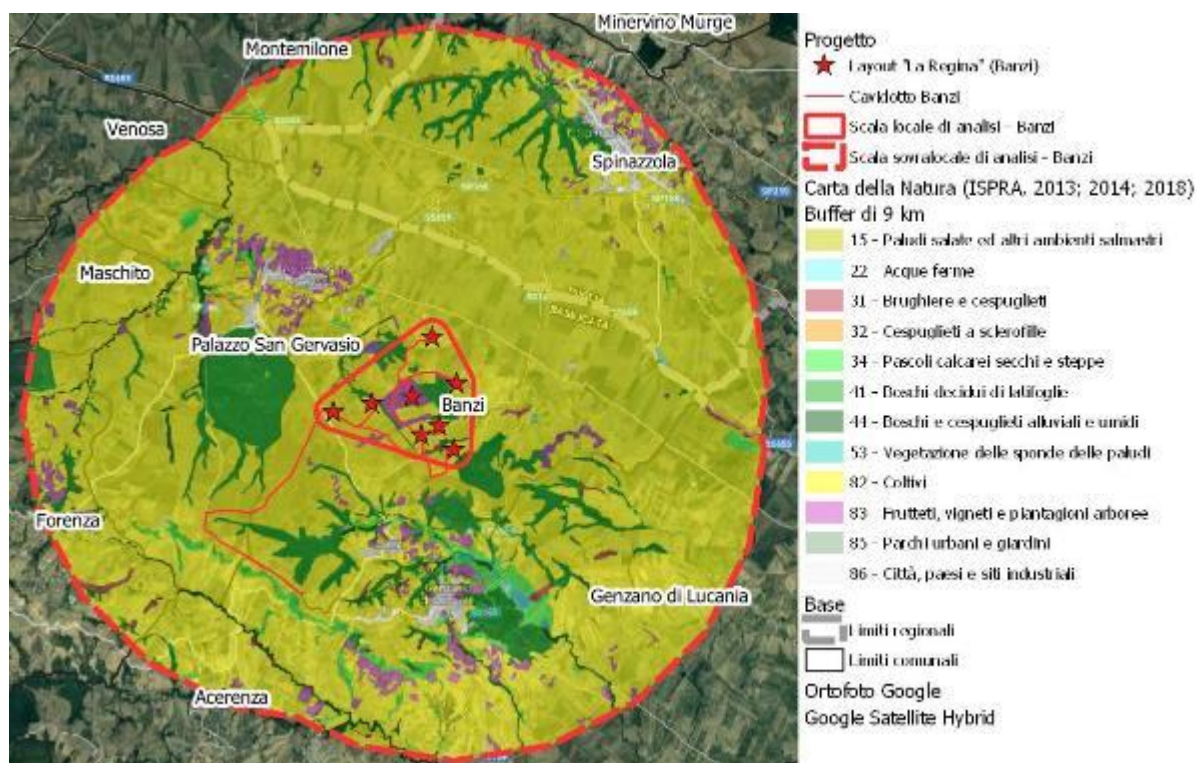 Minervino Murge
Montemilone
Venosa
Spinazzola
Maschito
Palazzo San Gervasio
Banzi
Forenza
Genzano di Lucania
Acerenza
Progetto
Layout "La Regina" (Banzi)
Cavidotto Banzi
Scala locale di analisi - Banzi
Scala sovralocale di analisi - Banzi
Carta della Natura (ISPRA, 2013; 2014; 2018)
Buffer di 9 km
15 - Paludi salate ed altri ambienti salmastri
22 - Acque ferme
31 - Brughiere e cespuglieti
32 - Cespuglieti a sclerofille
34 - Pascoli calcarei secchi e steppe
41 - Boschi decidui di latifoglie
44 - Boschi e cespuglieti alluviali e umidi
53 - Vegetazione delle sponde delle paludi
82 - Coltivi
83 - Frutteti, vigneti e piantagioni arboree
85 - Parchi urbani e giardini
86 - Città, paesi e siti industriali
Base
Limiti regionali
Limiti comunali
Ortofoto Google
Google Satellite Hybrid